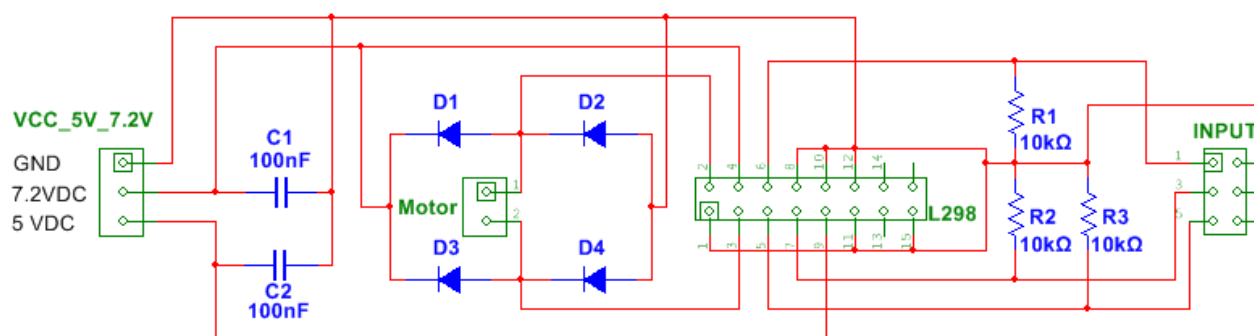 VCC_5V_7.2V
GND
7.2VDC
5 VDC
C1
100nF
C2
100nF
D1
D2
Motor
1
2
D3
D4
2
4
6
8
10
12
14
L298
1
3
5
7
9
11
13
15
R1
10kΩ
R2
10kΩ
R3
10kΩ
INPUT
1
3
5